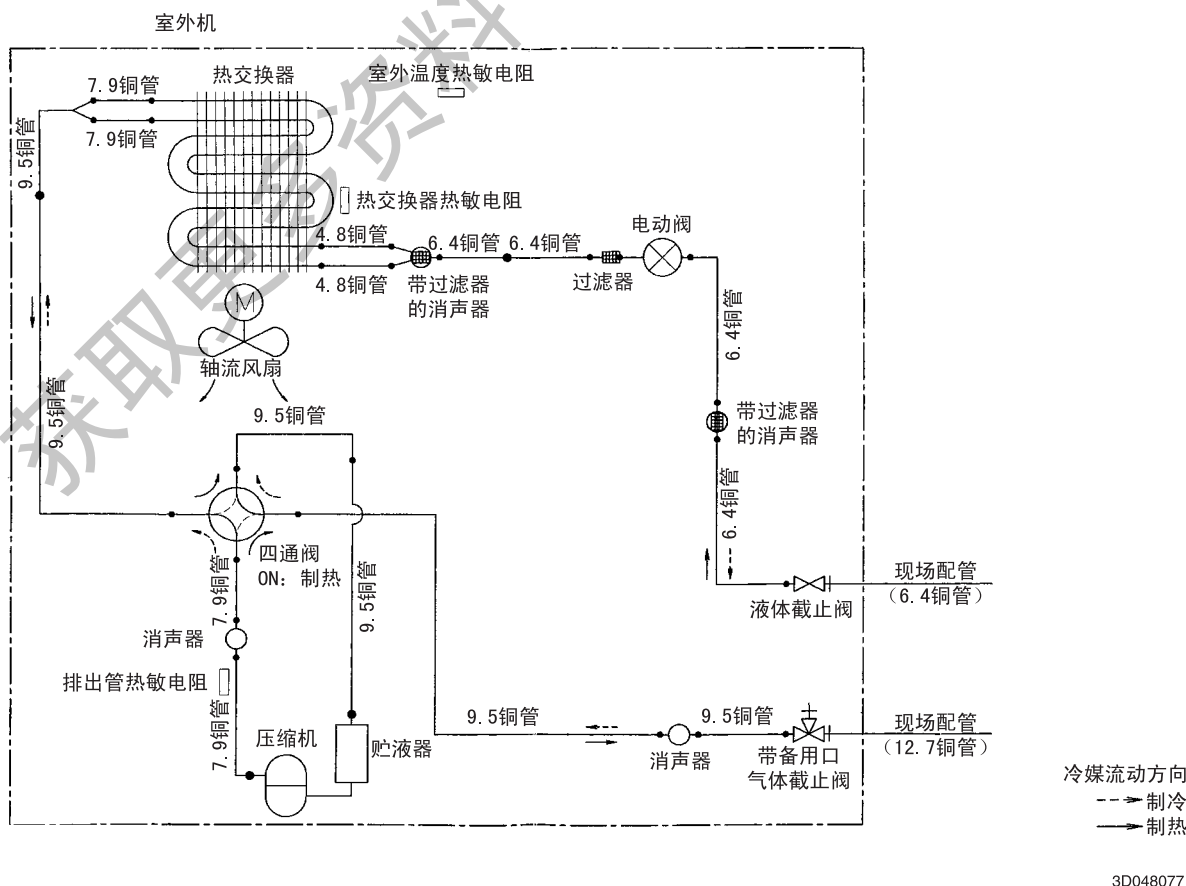 室外机
热交换器
室外温度热敏电阻
7.9铜管
7.9铜管
9.5铜管
热交换器热敏电阻
电动阀
4.8铜管
6.4铜管
6.4铜管
4.8铜管
带过滤器
的消声器
过滤器
M
轴流风扇
6.4铜管
9.5铜管
9.5铜管
带过滤器
的消声器
6.4铜管
四通阀
ON: 制热
7.9铜管
9.5铜管
现场配管
(6.4铜管)
液体截止阀
消声器
排出管热敏电阻
7.9铜管
压缩机
贮液器
9.5铜管
9.5铜管
现场配管
(12.7铜管)
消声器
带备用口
气体截止阀
冷媒流动方向
制冷
制热
3D048077
获取更多资料